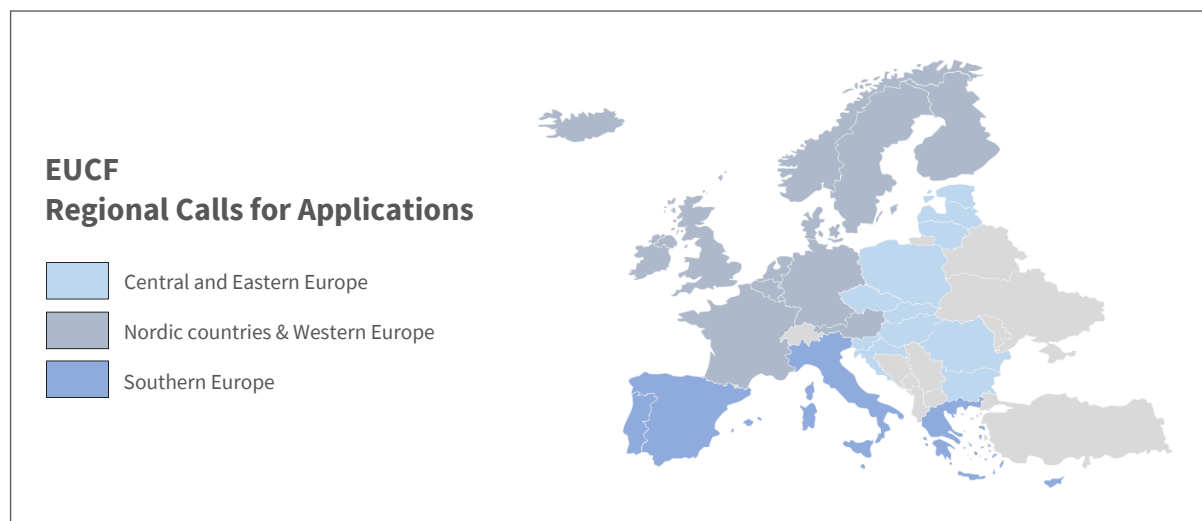 EUCF
Regional Calls for Applications
Central and Eastern Europe
Nordic countries & Western Europe
Southern Europe